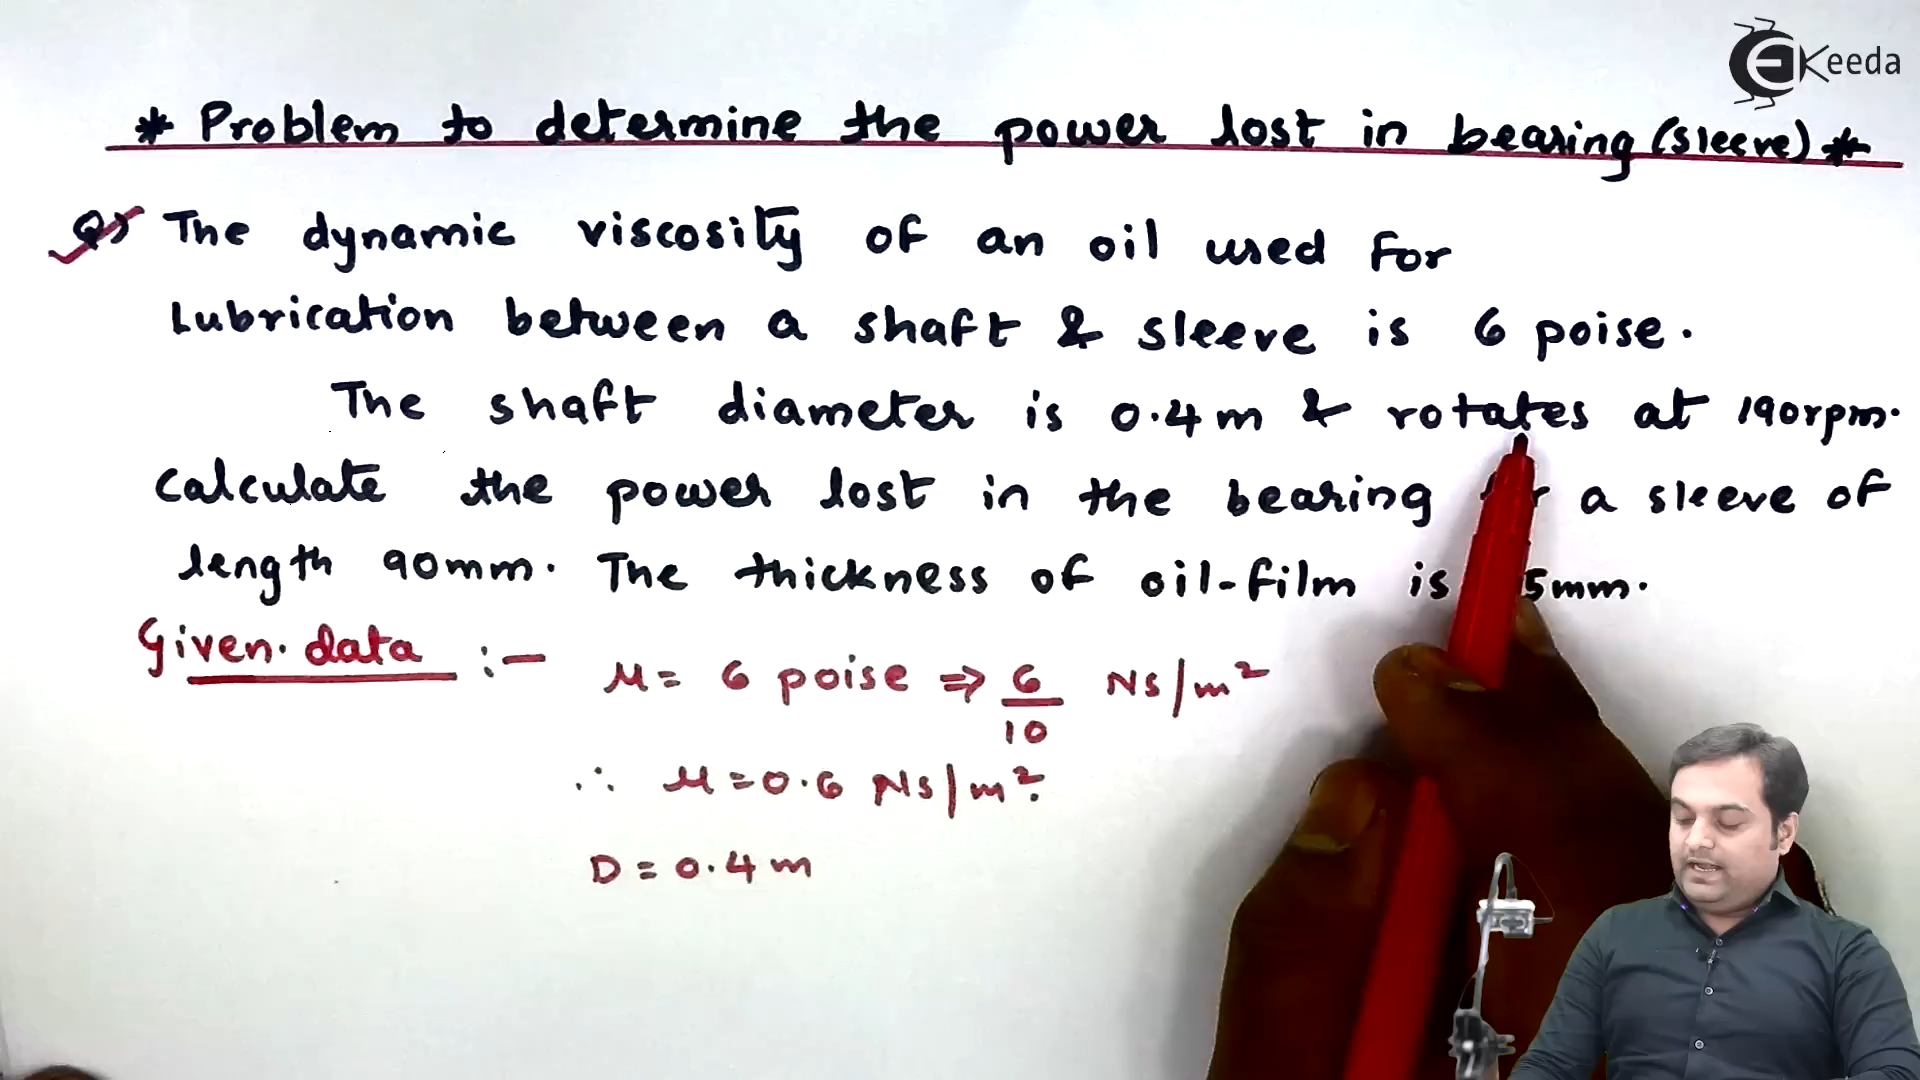 eKeeda
* Problem to determine the power lost in bearing (sleeve) *
Q) The dynamic viscosity of an oil used for
Lubrication between a shaft & sleeve is 6 poise.
The shaft diameter is 0.4m & rotates at 190rpm.
Calculate the power lost in the bearing a sleeve of
length 90mm. The thickness of oil-film is 5mm.
Given data :-
μ = 6 poise ⇒ 6/10 Ns/m²
∴ μ = 0.6 Ns/m².
D = 0.4 m